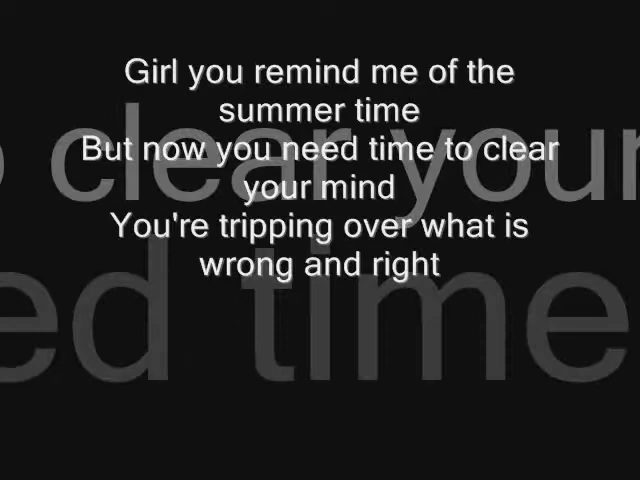 Girl you remind me of the
summer time
But now you need time to clear
your mind
You're tripping over what is
wrong and right
o clear your
ed time